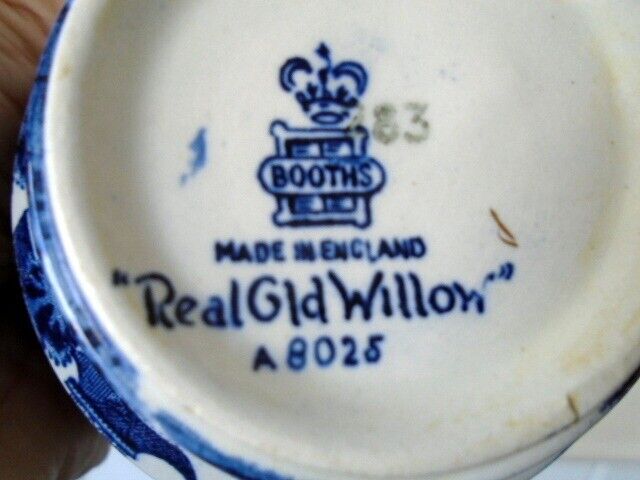 483
BOOTHS
MADE IN ENGLAND
"Real Old Willow"
A 8025